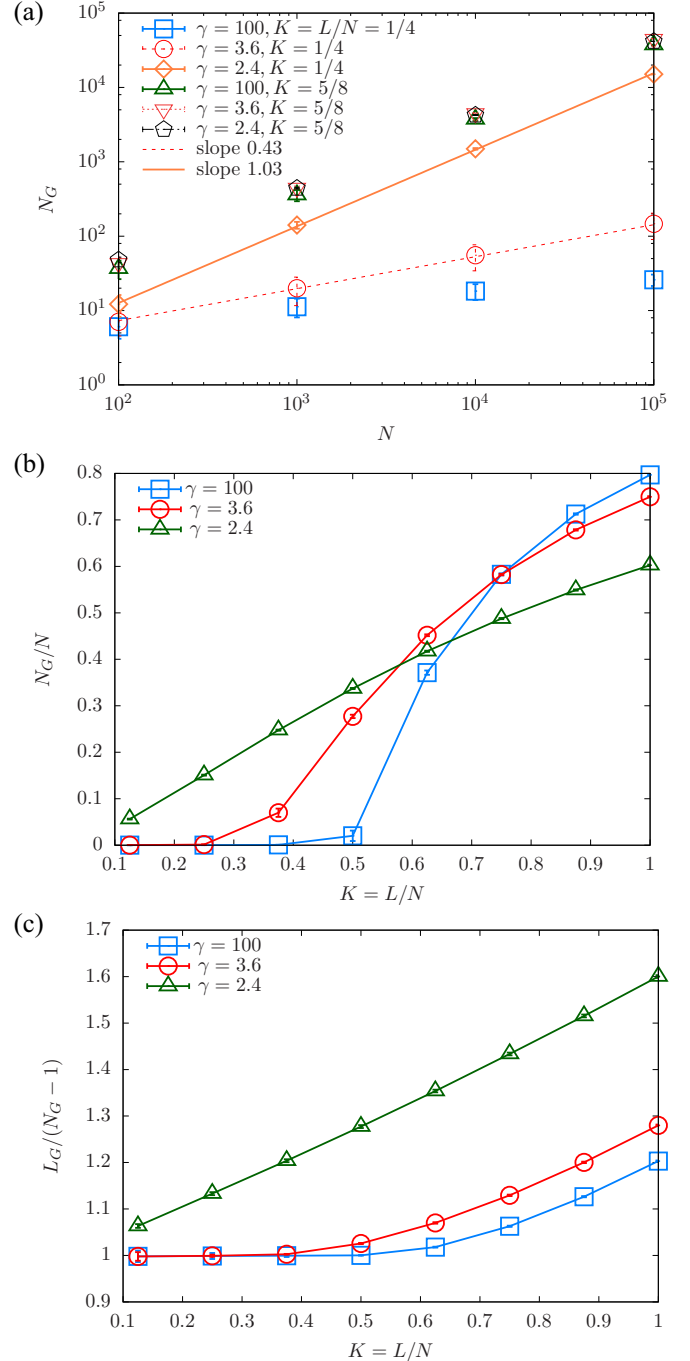 (a)
γ = 100, K = L/N = 1/4
γ = 3.6, K = 1/4
γ = 2.4, K = 1/4
γ = 100, K = 5/8
γ = 3.6, K = 5/8
γ = 2.4, K = 5/8
slope 0.43
slope 1.03
N_G
10^5
10^4
10^3
10^2
10^1
10^0
10^2 10^3 10^4 10^5
N
(b)
γ = 100
γ = 3.6
γ = 2.4
N_G/N
0.8
0.7
0.6
0.5
0.4
0.3
0.2
0.1
0
0.1 0.2 0.3 0.4 0.5 0.6 0.7 0.8 0.9 1
K = L/N
(c)
γ = 100
γ = 3.6
γ = 2.4
L_G/(N_G − 1)
1.7
1.6
1.5
1.4
1.3
1.2
1.1
1
0.9
0.1 0.2 0.3 0.4 0.5 0.6 0.7 0.8 0.9 1
K = L/N